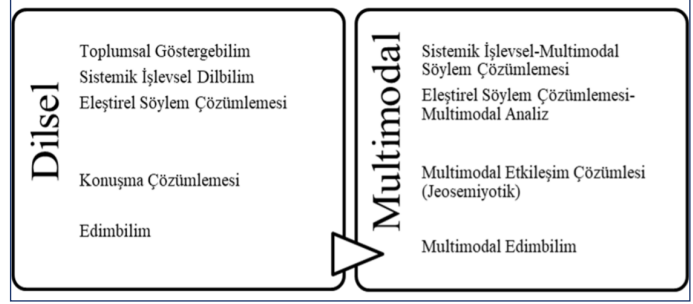 Dilsel
Toplumsal Göstergebilim
Sistemik İşlevsel Dilbilim
Eleştirel Söylem Çözümlemesi
Konuşma Çözümlemesi
Edimbilim
Multimodal
Sistemik İşlevsel-Multimodal
Söylem Çözümlemesi
Eleştirel Söylem Çözümlemesi-
Multimodal Analiz
Multimodal Etkileşim Çözümlesi
(Jeosemiyotik)
Multimodal Edimbilim